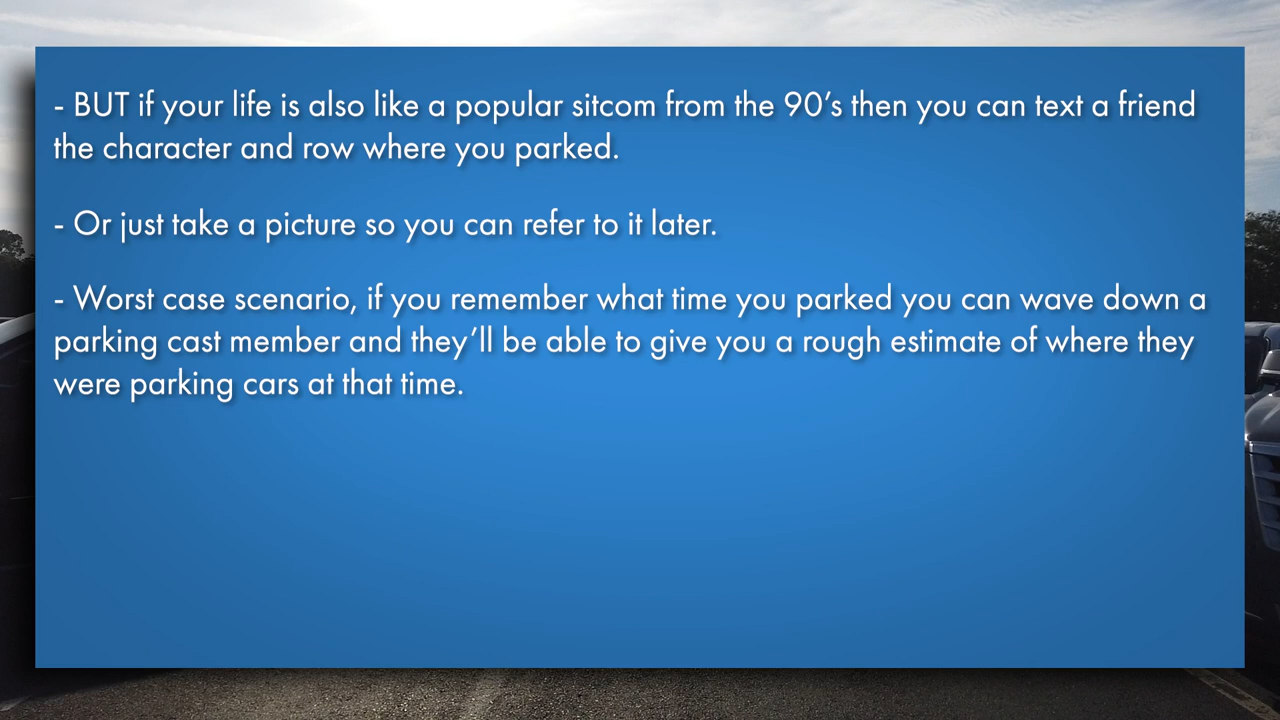 - BUT if your life is also like a popular sitcom from the 90’s then you can text a friend
the character and row where you parked.
- Or just take a picture so you can refer to it later.
- Worst case scenario, if you remember what time you parked you can wave down a
parking cast member and they’ll be able to give you a rough estimate of where they
were parking cars at that time.